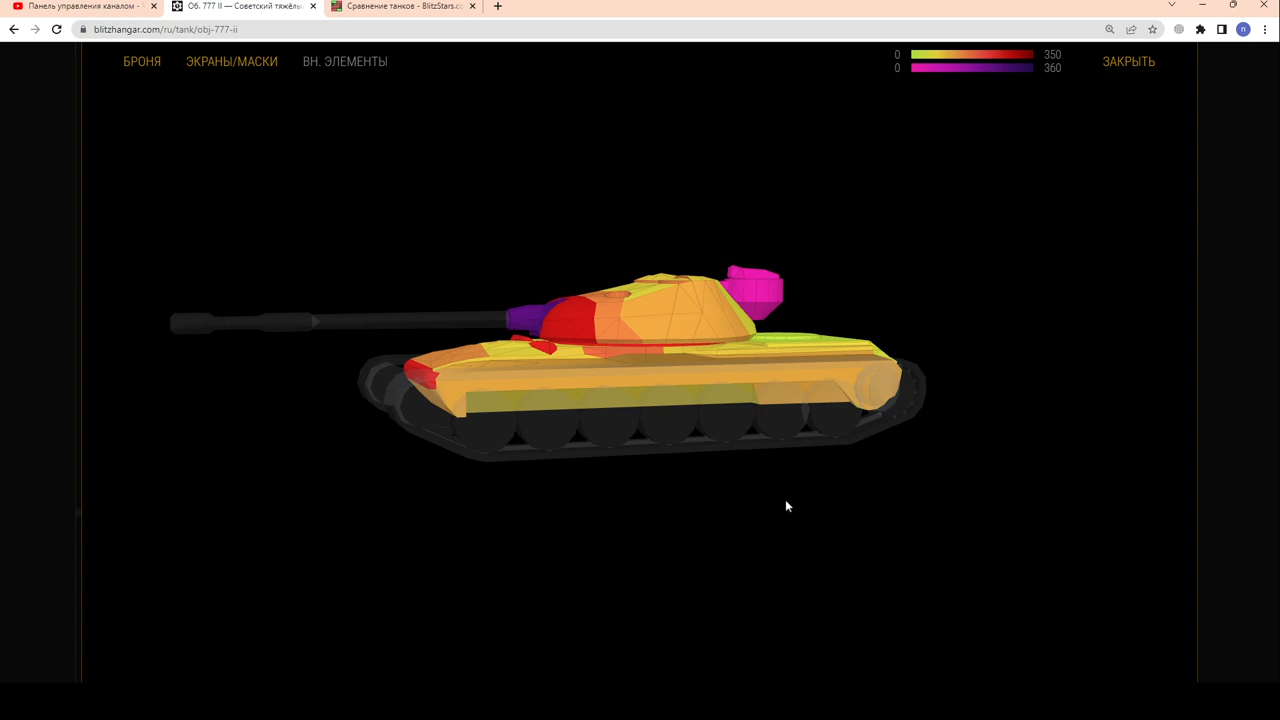 Панель управления каналом -
Об. 777 II — Советский тяжёлы
Сравнение танков - BlitzStars.co
blitzhangar.com/ru/tank/obj-777-ii
n
БРОНЯ ЭКРАНЫ/МАСКИ ВН. ЭЛЕМЕНТЫ
0 350
0 360
ЗАКРЫТЬ